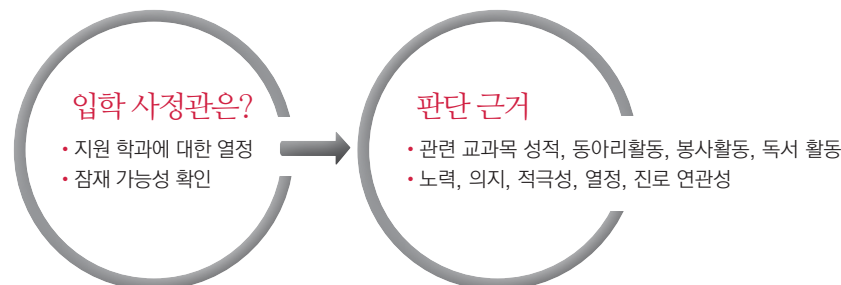 입학 사정관은?
• 지원 학과에 대한 열정
• 잠재 가능성 확인
판단 근거
• 관련 교과목 성적, 동아리활동, 봉사활동, 독서 활동
• 노력, 의지, 적극성, 열정, 진로 연관성